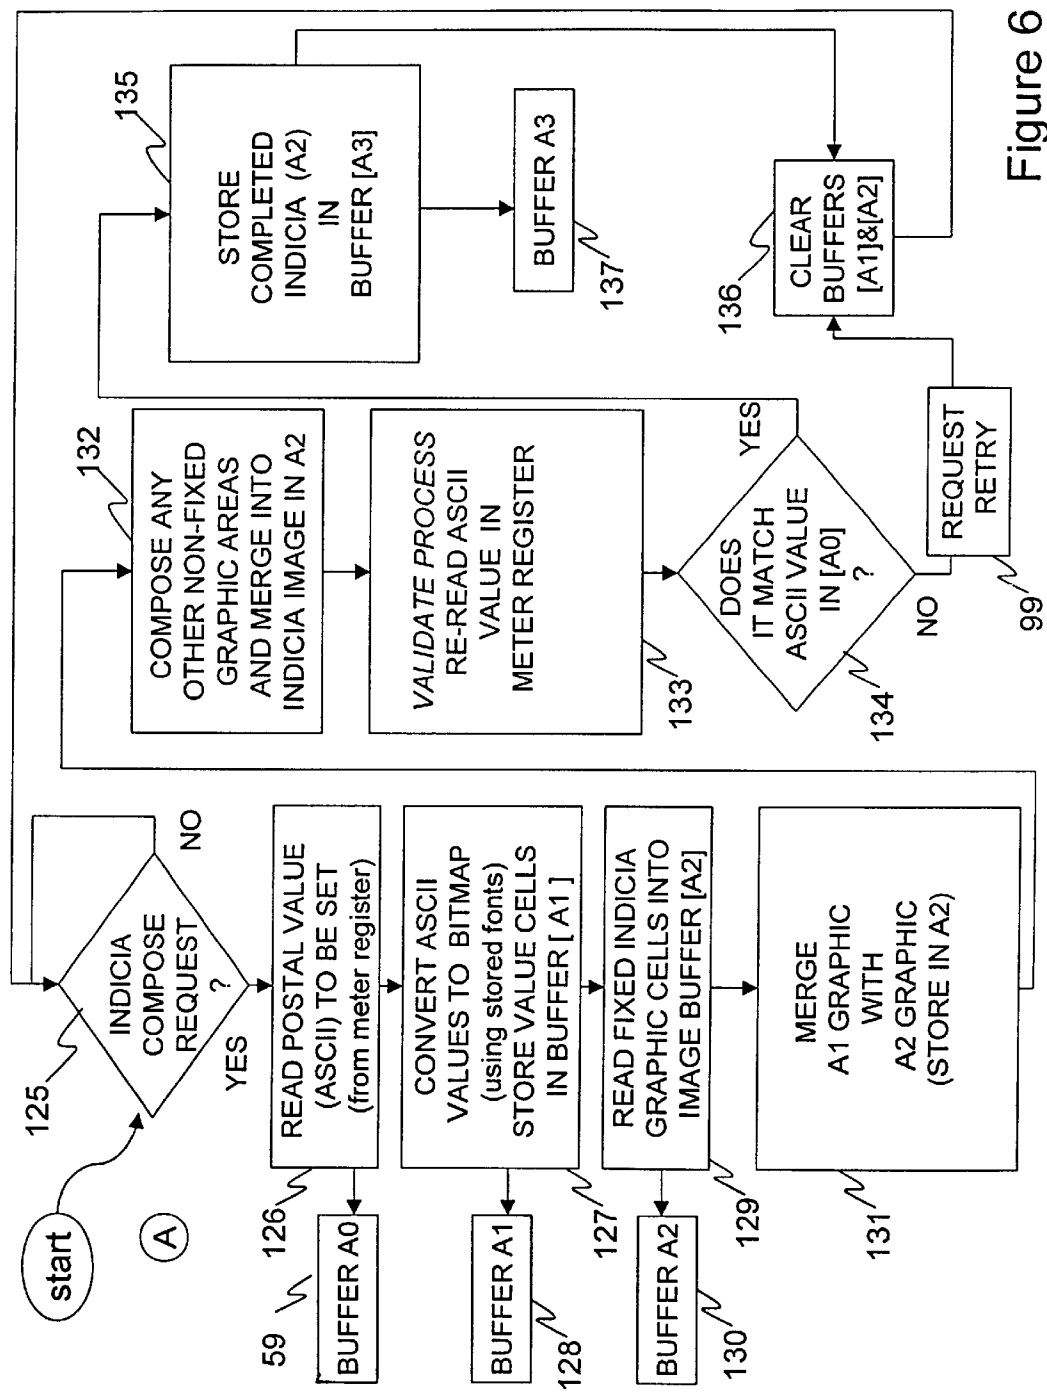 start
A
125
INDICIA
COMPOSE
REQUEST
?
NO
YES
126
READ POSTAL VALUE
(ASCII) TO BE SET
(from meter register)
59
BUFFER A0
CONVERT ASCII
VALUES TO BITMAP
(using stored fonts)
STORE VALUE CELLS
IN BUFFER [ A1 ]
127
BUFFER A1
128
READ FIXED INDICIA
GRAPHIC CELLS INTO
IMAGE BUFFER [A2]
129
BUFFER A2
130
MERGE
A1 GRAPHIC
WITH
A2 GRAPHIC
(STORE IN A2)
131
132
COMPOSE ANY
OTHER NON-FIXED
GRAPHIC AREAS
AND MERGE INTO
INDICIA IMAGE IN A2
VALIDATE PROCESS
RE-READ ASCII
VALUE IN
METER REGISTER
133
DOES
IT MATCH
ASCII VALUE
IN [A0]
?
134
YES
NO
REQUEST
RETRY
99
135
STORE
COMPLETED
INDICIA (A2)
IN
BUFFER [A3]
BUFFER A3
137
136
CLEAR
BUFFERS
[A1]&[A2]
Figure 6